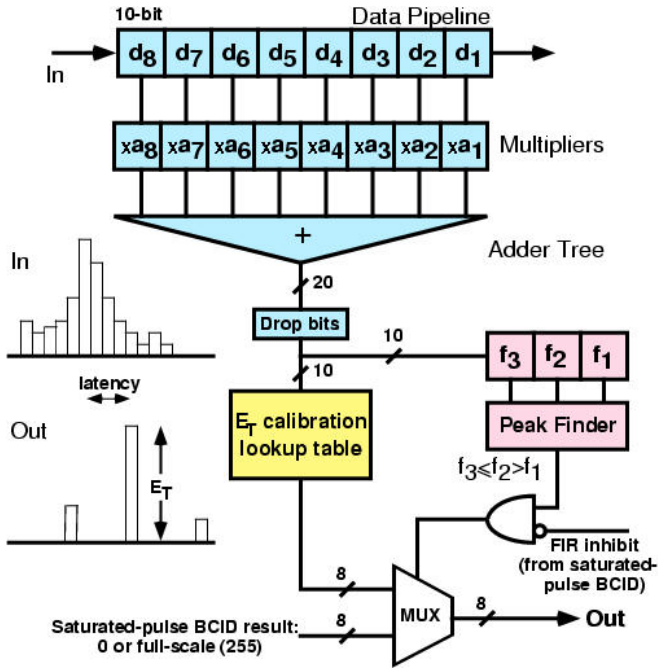 10-bit
Data Pipeline
In
d8 d7 d6 d5 d4 d3 d2 d1
xa8 xa7 xa6 xa5 xa4 xa3 xa2 xa1
Multipliers
+
Adder Tree
In
20
Drop bits
10
10
latency
f3 f2 f1
ET calibration
lookup table
Peak Finder
Out
ET
f3≤f2>f1
FIR inhibit
(from saturated-
pulse BCID)
8
MUX
8
Out
Saturated-pulse BCID result:
0 or full-scale (255)
8